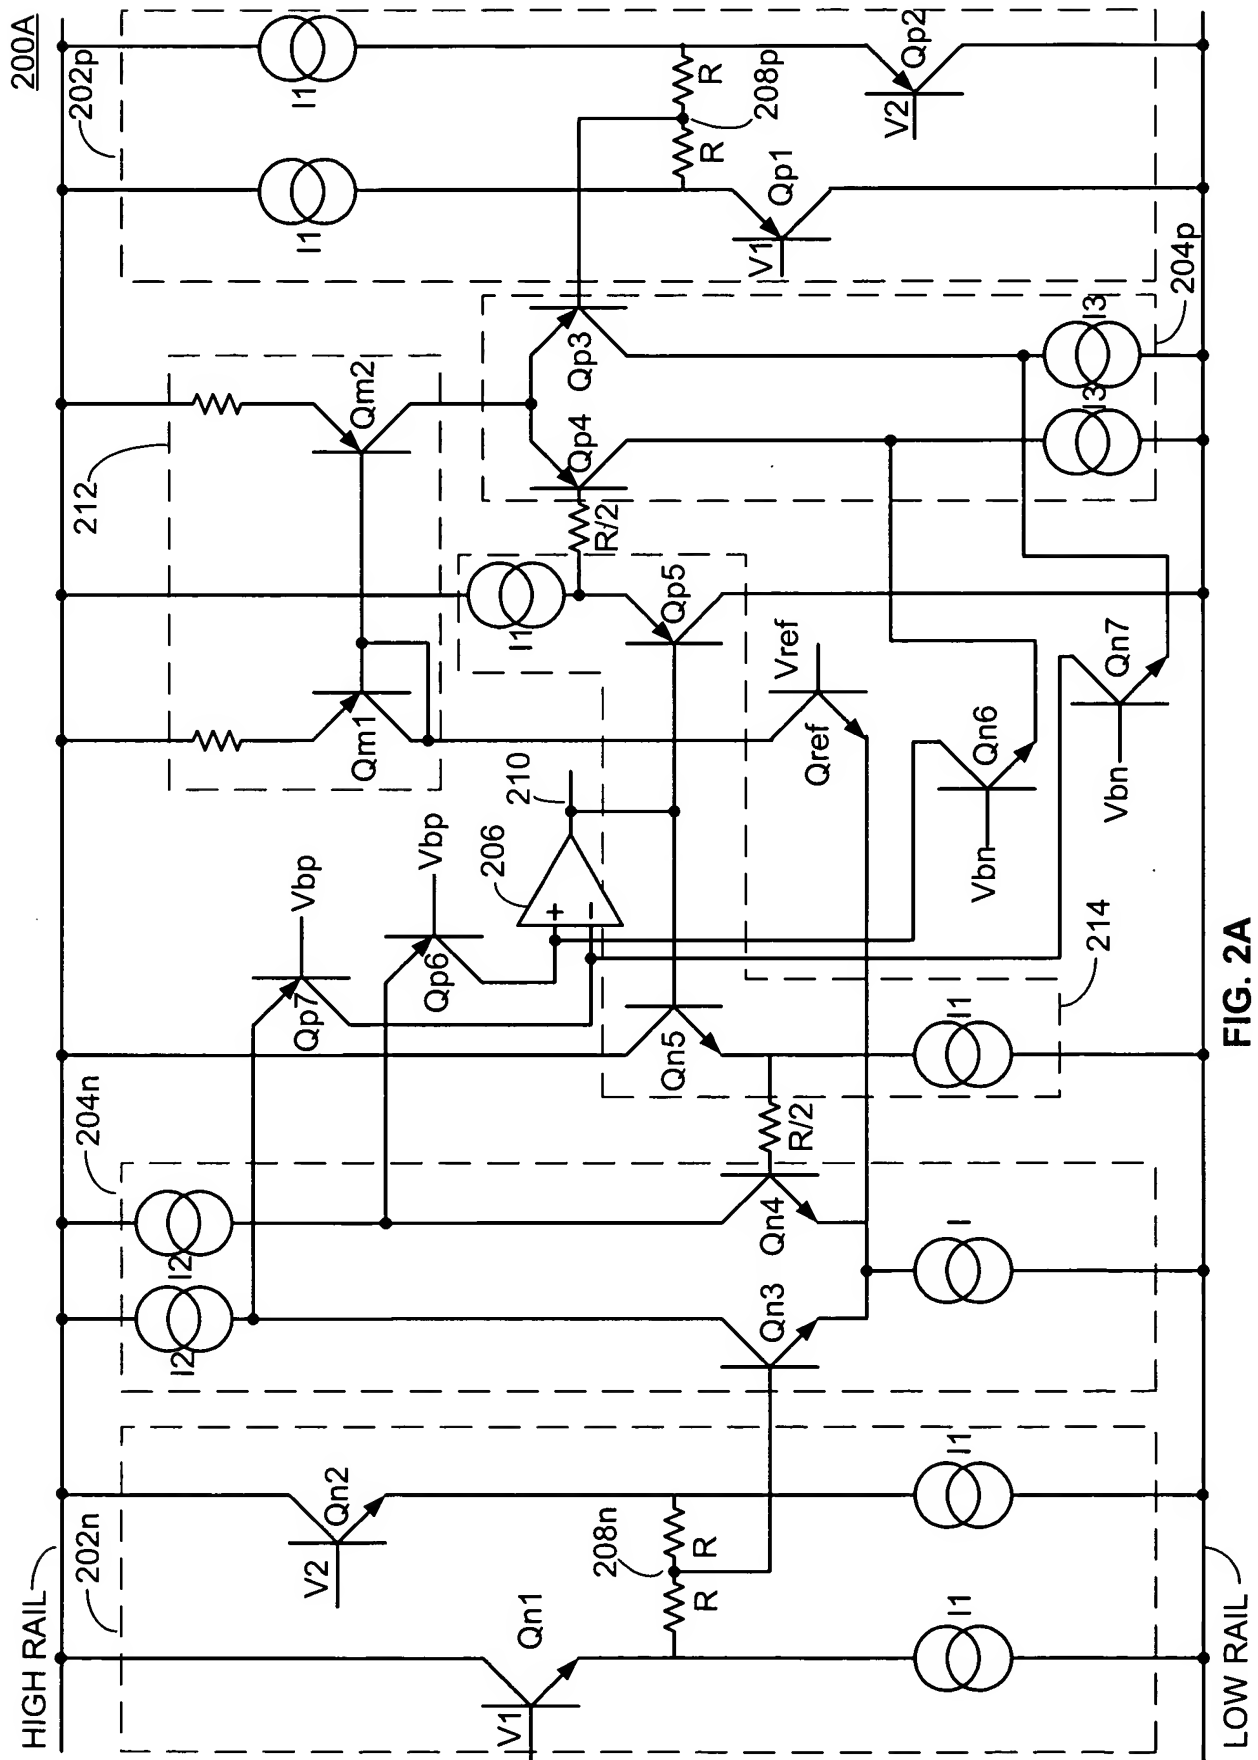 200A
HIGH RAIL
202n
V1
Qn1
V2
Qn2
208n
R
R
I1
I1
204n
I2
I2
Qn3
Qn4
R/2
I
Qp7
Vbp
Qp6
Vbp
206
+
–
210
Qn5
I1
214
212
Qm1
Qm2
I1
Qp5
R/2
Qref
Vref
Qn6
Vbn
Qn7
Vbn
Qp4
Qp3
I3
I3
204p
202p
I1
I1
R
R
208p
V1
Qp1
V2
Qp2
LOW RAIL
FIG. 2A